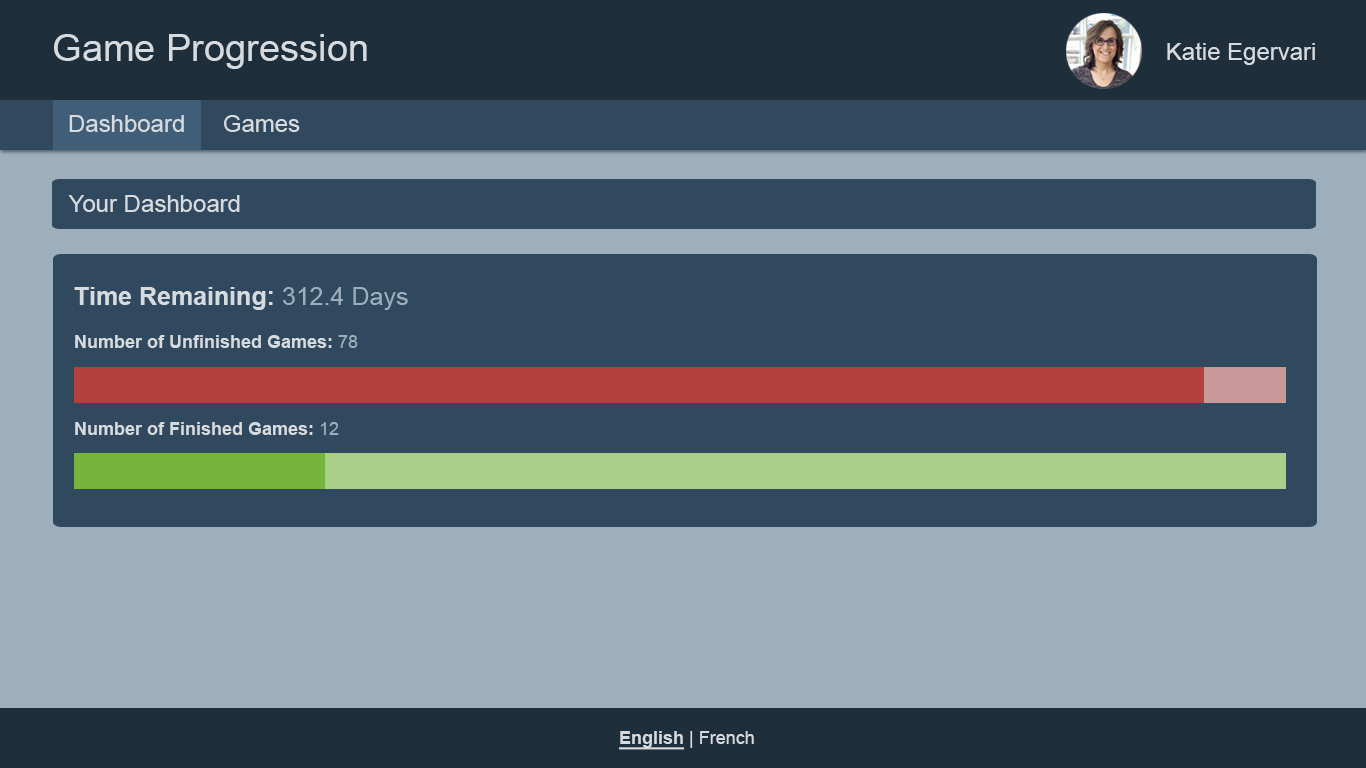 Game Progression
Katie Egervari
Dashboard Games
Your Dashboard
Time Remaining: 312.4 Days
Number of Unfinished Games: 78
Number of Finished Games: 12
English | French